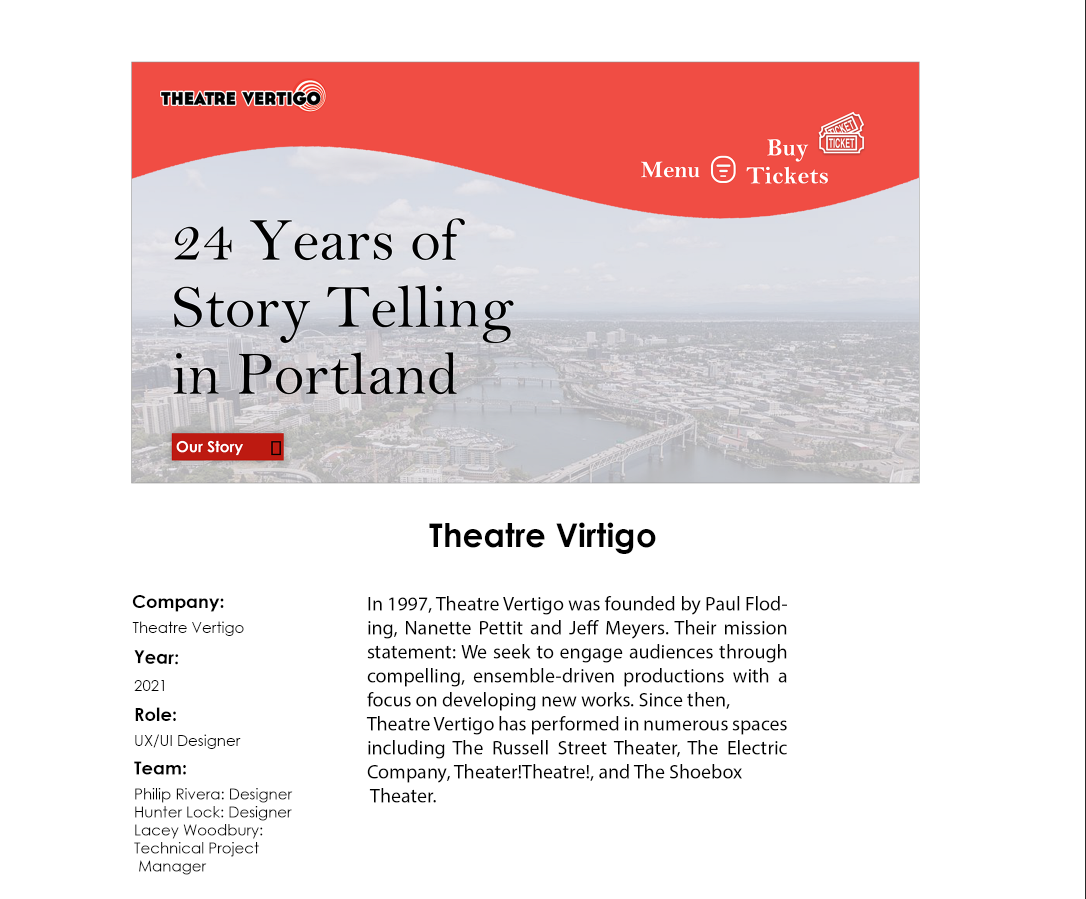 THEATRE VERTIGO
TICKET
TICKET
Menu
Buy
Tickets
24 Years of
Story Telling
in Portland
Our Story
Theatre Virtigo
Company:
Theatre Vertigo
Year:
2021
Role:
UX/UI Designer
Team:
Philip Rivera: Designer
Hunter Lock: Designer
Lacey Woodbury:
Technical Project
Manager
In 1997, Theatre Vertigo was founded by Paul Flod-
ing, Nanette Pettit and Jeff Meyers. Their mission
statement: We seek to engage audiences through
compelling, ensemble-driven productions with a
focus on developing new works. Since then,
Theatre Vertigo has performed in numerous spaces
including The Russell Street Theater, The Electric
Company, Theater!Theatre!, and The Shoebox
Theater.